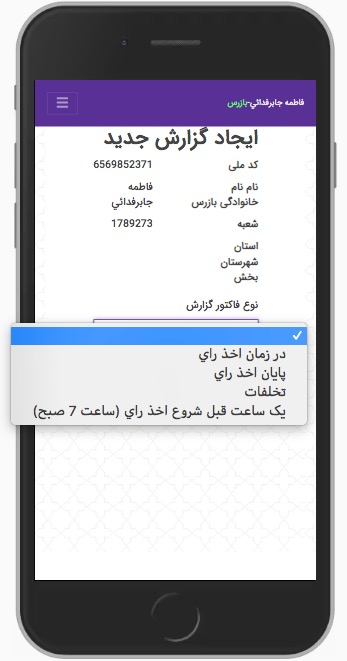 فاطمه جابرفدائي-بازرس
ایجاد گزارش جدید
کد ملی 6569852371
نام نام خانوادگی بازرس فاطمه جابرفدائي
شعبه 1789273
استان
شهرستان
بخش
نوع فاکتور گزارش
در زمان اخذ راي
پایان اخذ راي
تخلفات
یک ساعت قبل شروع اخذ راي (ساعت 7 صبح)